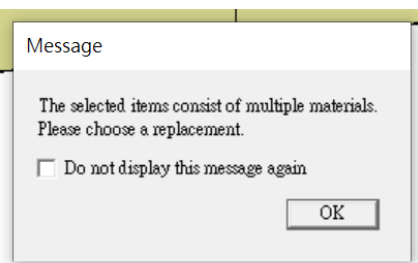 Message
The selected items consist of multiple materials.
Please choose a replacement.
Do not display this message again
OK